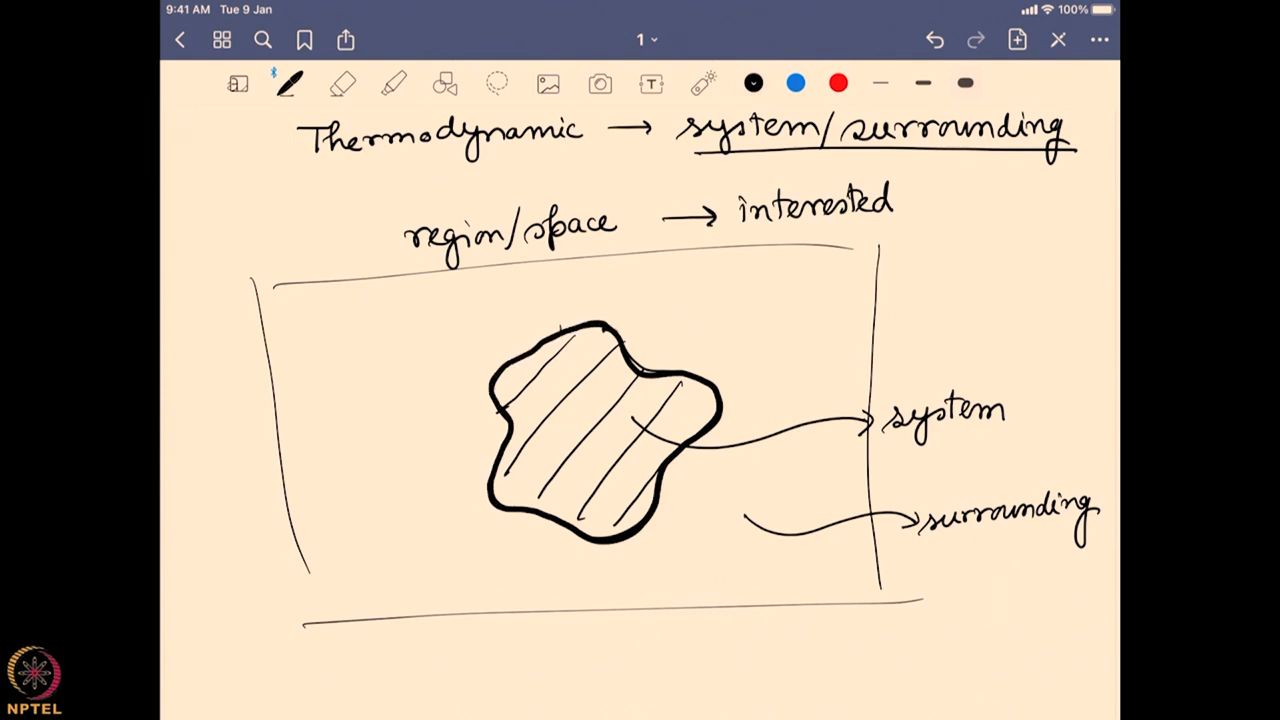 9:41 AM Tue 9 Jan 100%
1
T
Thermodynamic → system/surrounding
region/space → interested
system
surrounding
NPTEL